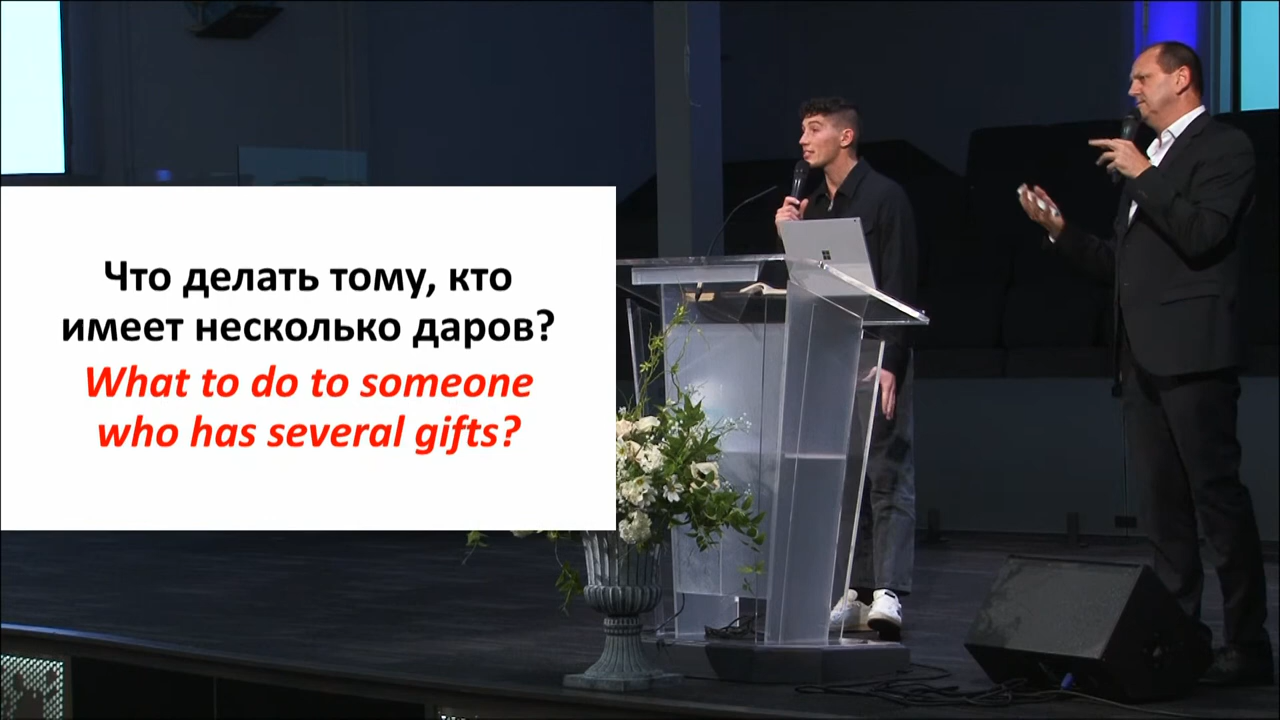 Что делать тому, кто
имеет несколько даров?
What to do to someone
who has several gifts?